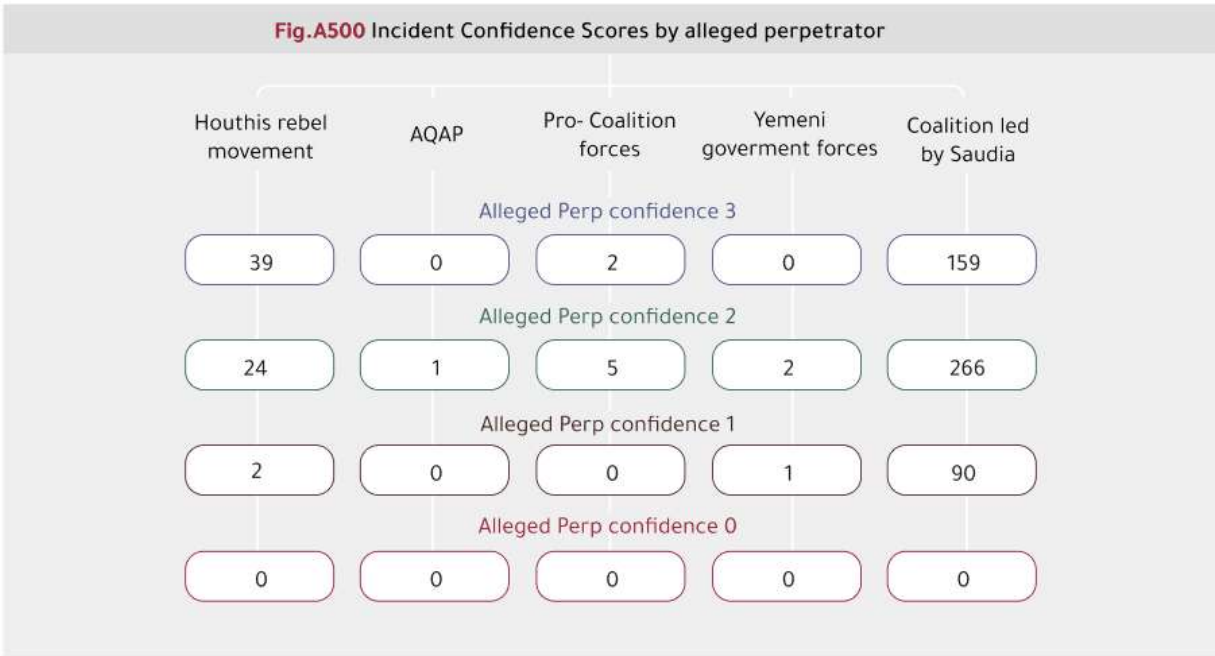 Fig.A500 Incident Confidence Scores by alleged perpetrator
Houthis rebel
movement
AQAP
Pro- Coalition
forces
Yemeni
goverment forces
Coalition led
by Saudia
Alleged Perp confidence 3
39 0 2 0 159
Alleged Perp confidence 2
24 1 5 2 266
Alleged Perp confidence 1
2 0 0 1 90
Alleged Perp confidence 0
0 0 0 0 0